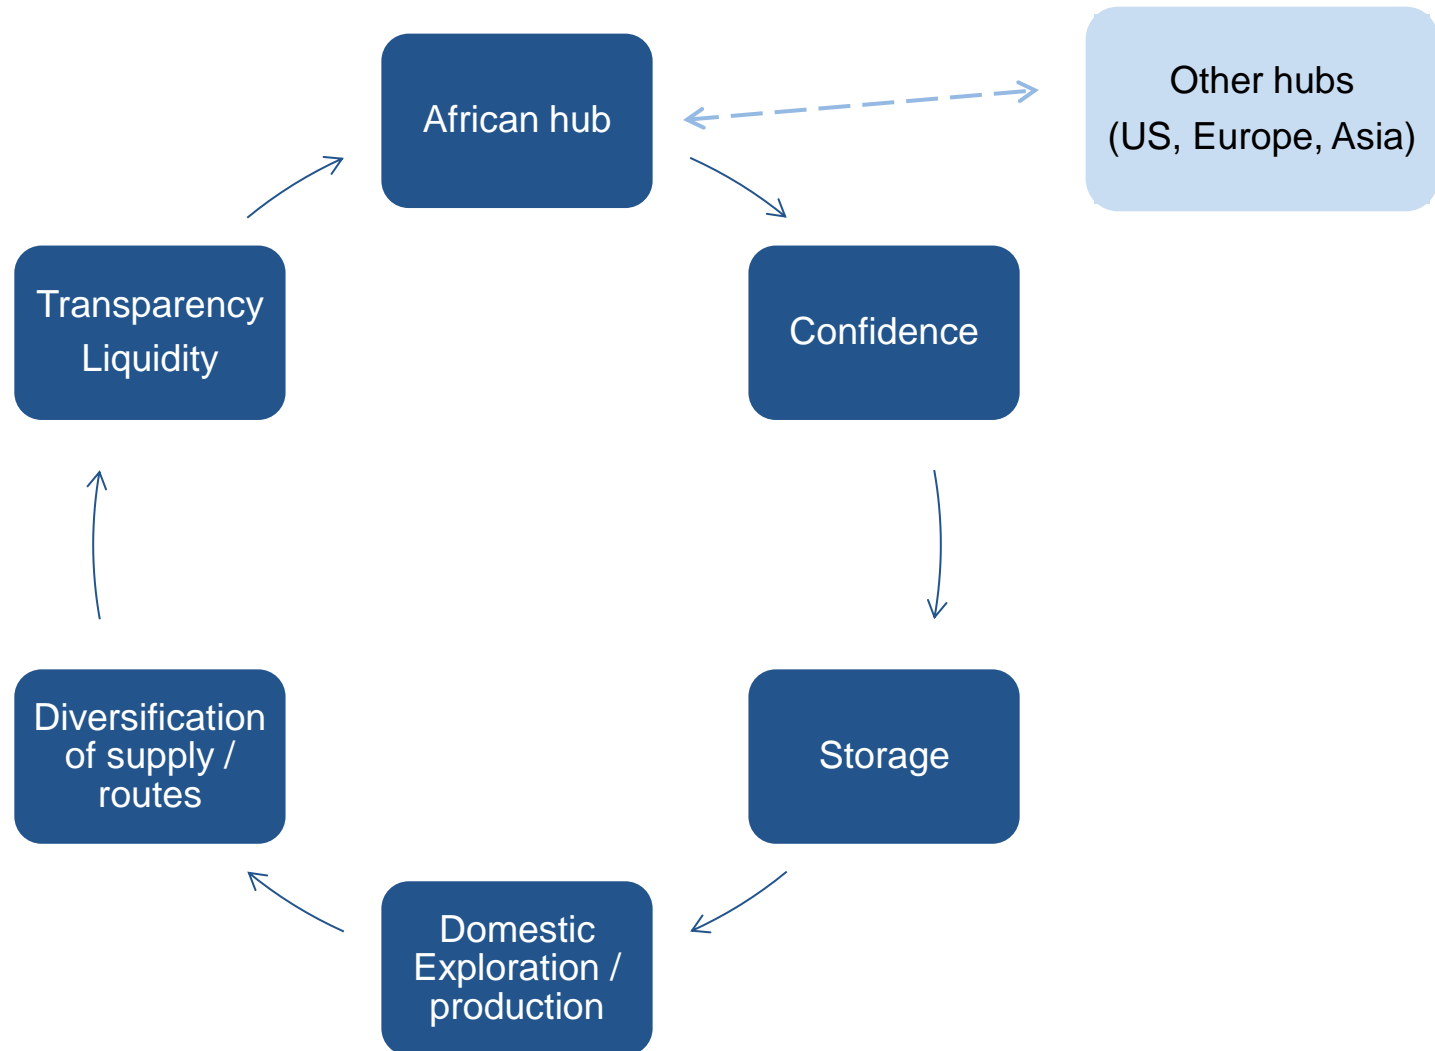 African hub
Other hubs
(US, Europe, Asia)
Transparency
Liquidity
Confidence
Diversification
of supply /
routes
Storage
Domestic
Exploration /
production